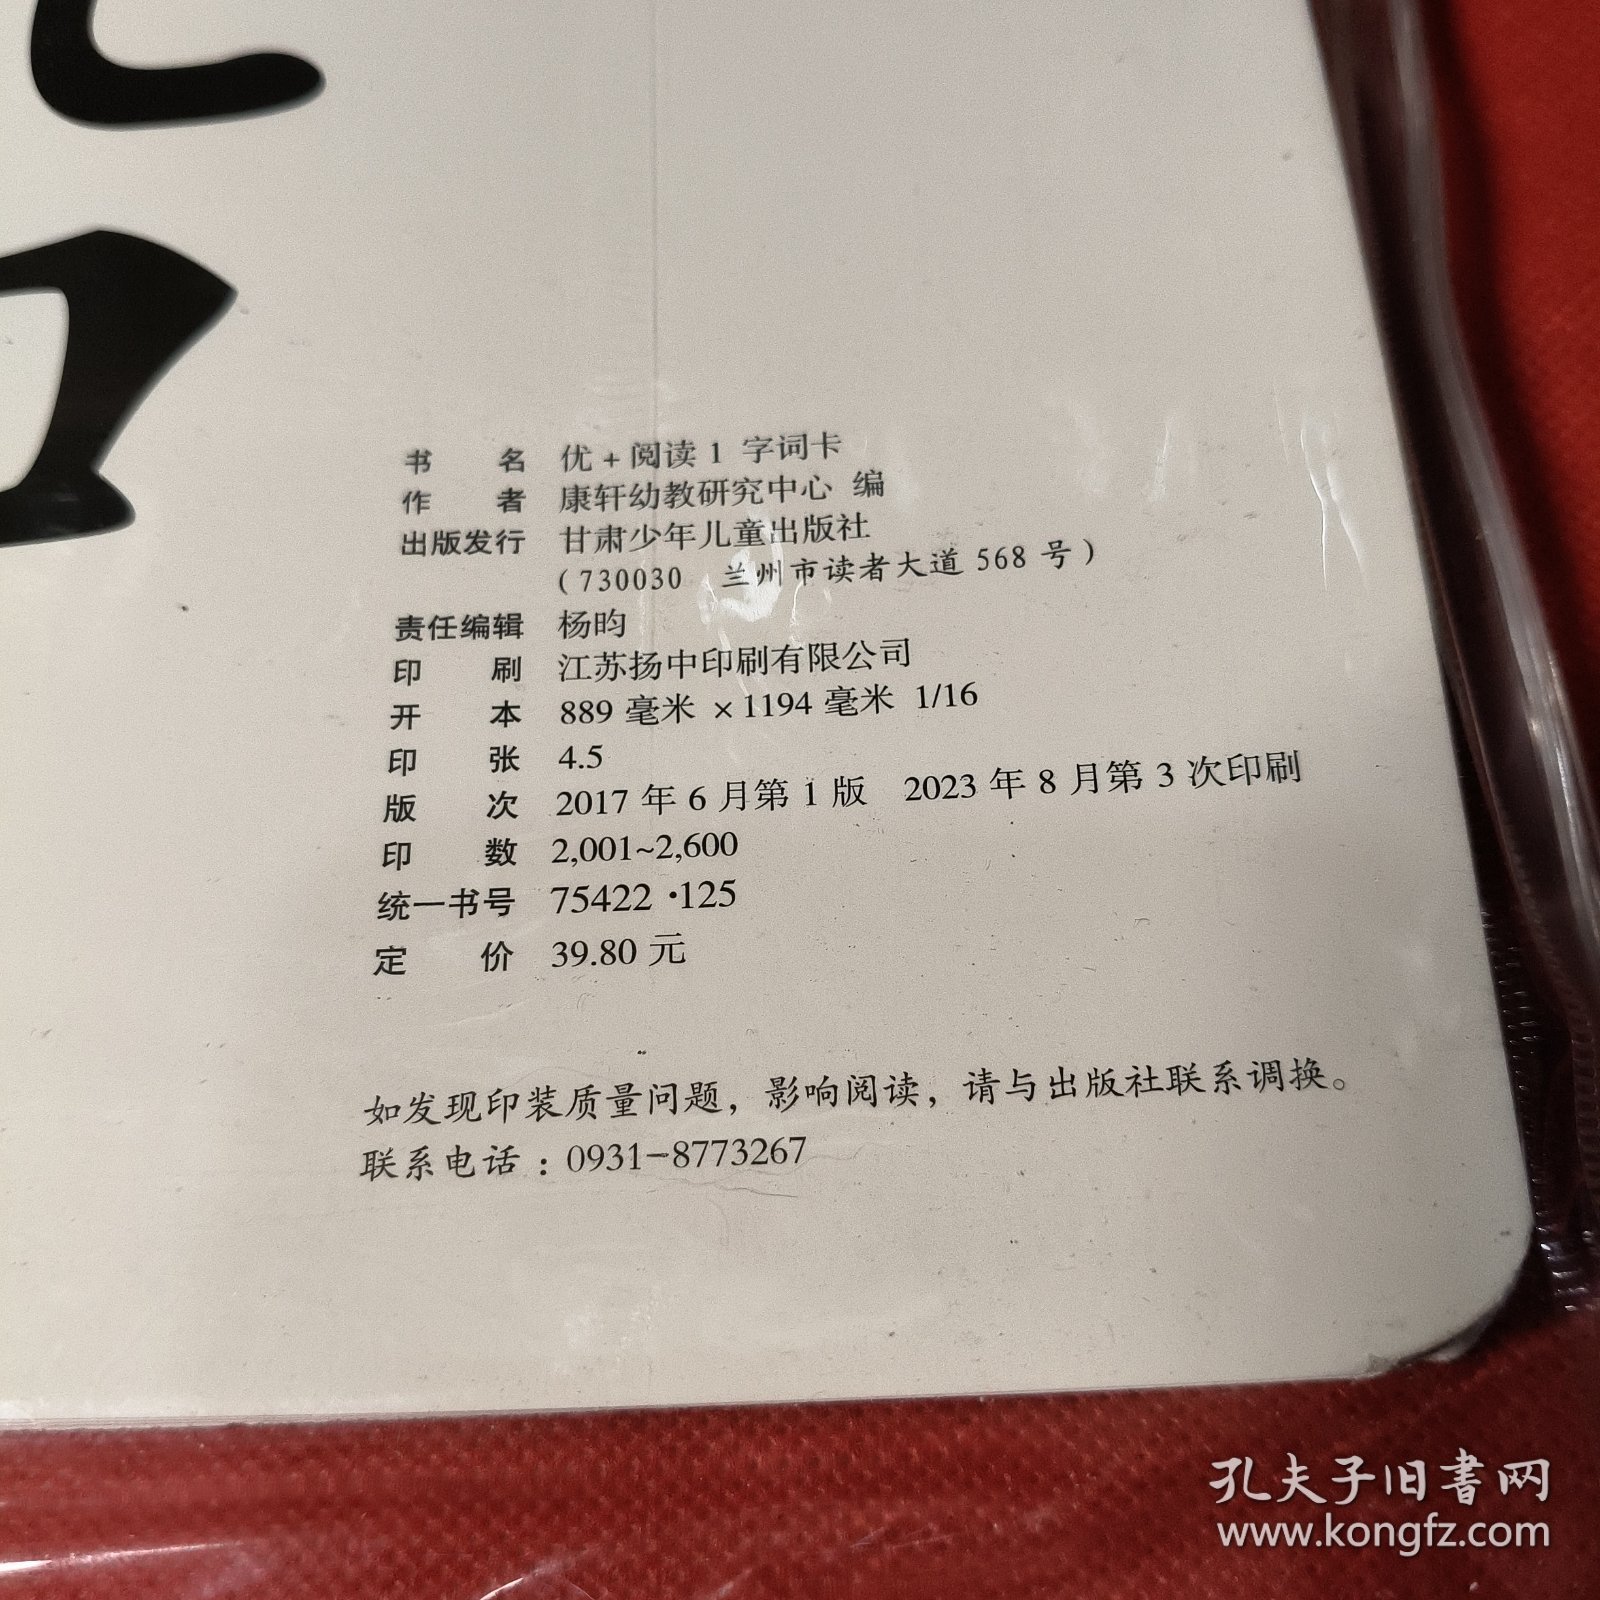 书 名 优+阅读1 字词卡
作 者 康轩幼教研究中心 编
出版发行 甘肃少年儿童出版社
(730030 兰州市读者大道568号)
责任编辑 杨昀
印 刷 江苏扬中印刷有限公司
开 本 889毫米×1194毫米 1/16
印 张 4.5
版 次 2017年6月第1版 2023年8月第3次印刷
印 数 2,001~2,600
统一书号 75422·125
定 价 39.80元
如发现印装质量问题，影响阅读，请与出版社联系调换。
联系电话：0931-8773267
孔夫子旧书网
www.kongfz.com